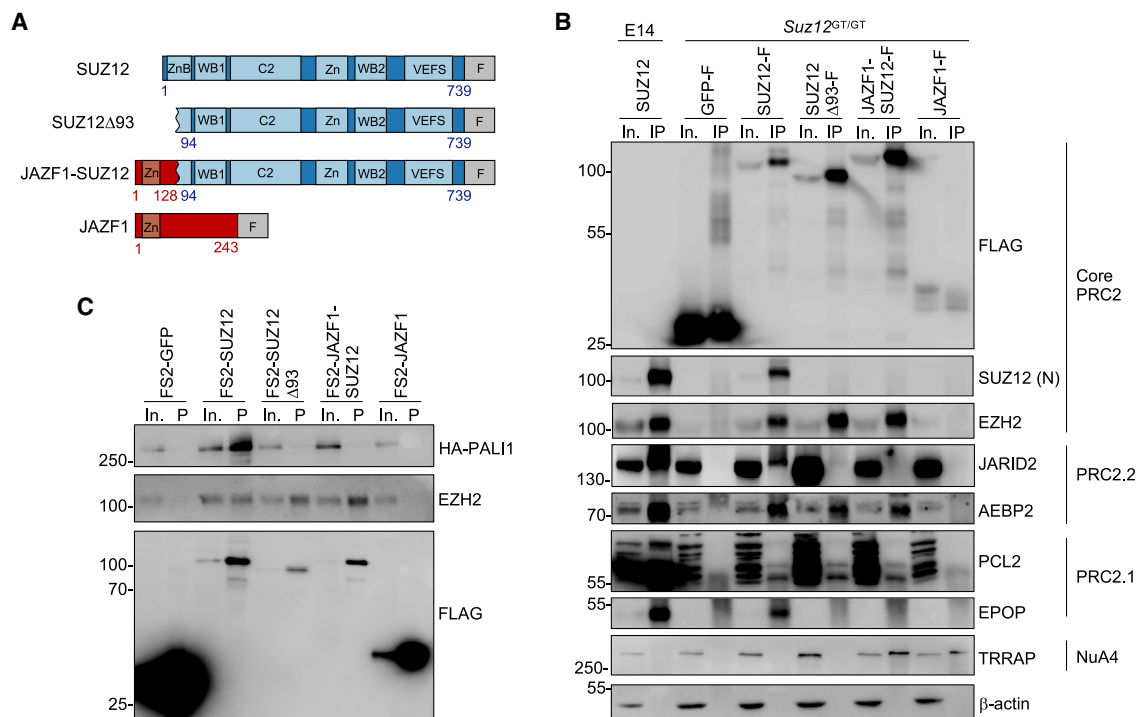 A
SUZ12
ZnB WB1 C2 Zn WB2 VEFS F
1 739
SUZ12Δ93
WB1 C2 Zn WB2 VEFS F
94 739
JAZF1-SUZ12
Zn WB1 C2 Zn WB2 VEFS F
1 128 94 739
JAZF1
Zn F
1 243
B
E14 Suz12GT/GT
SUZ12
GFP-F
SUZ12-F
SUZ12
Δ93-F
JAZF1-
SUZ12-F
JAZF1-F
In. IP In. IP In. IP In. IP In. IP In. IP
100
55
25
FLAG
100
SUZ12 (N)
100
EZH2
Core
PRC2
130
JARID2
70
AEBP2
PRC2.2
55
PCL2
55
EPOP
PRC2.1
250
TRRAP
NuA4
55
β-actin
C
FS2-GFP
FS2-SUZ12
FS2-SUZ12
Δ93
FS2-JAZF1-
SUZ12
FS2-JAZF1
In. P In. P In. P In. P In. P
250
HA-PALI1
100
EZH2
100
70
25
FLAG